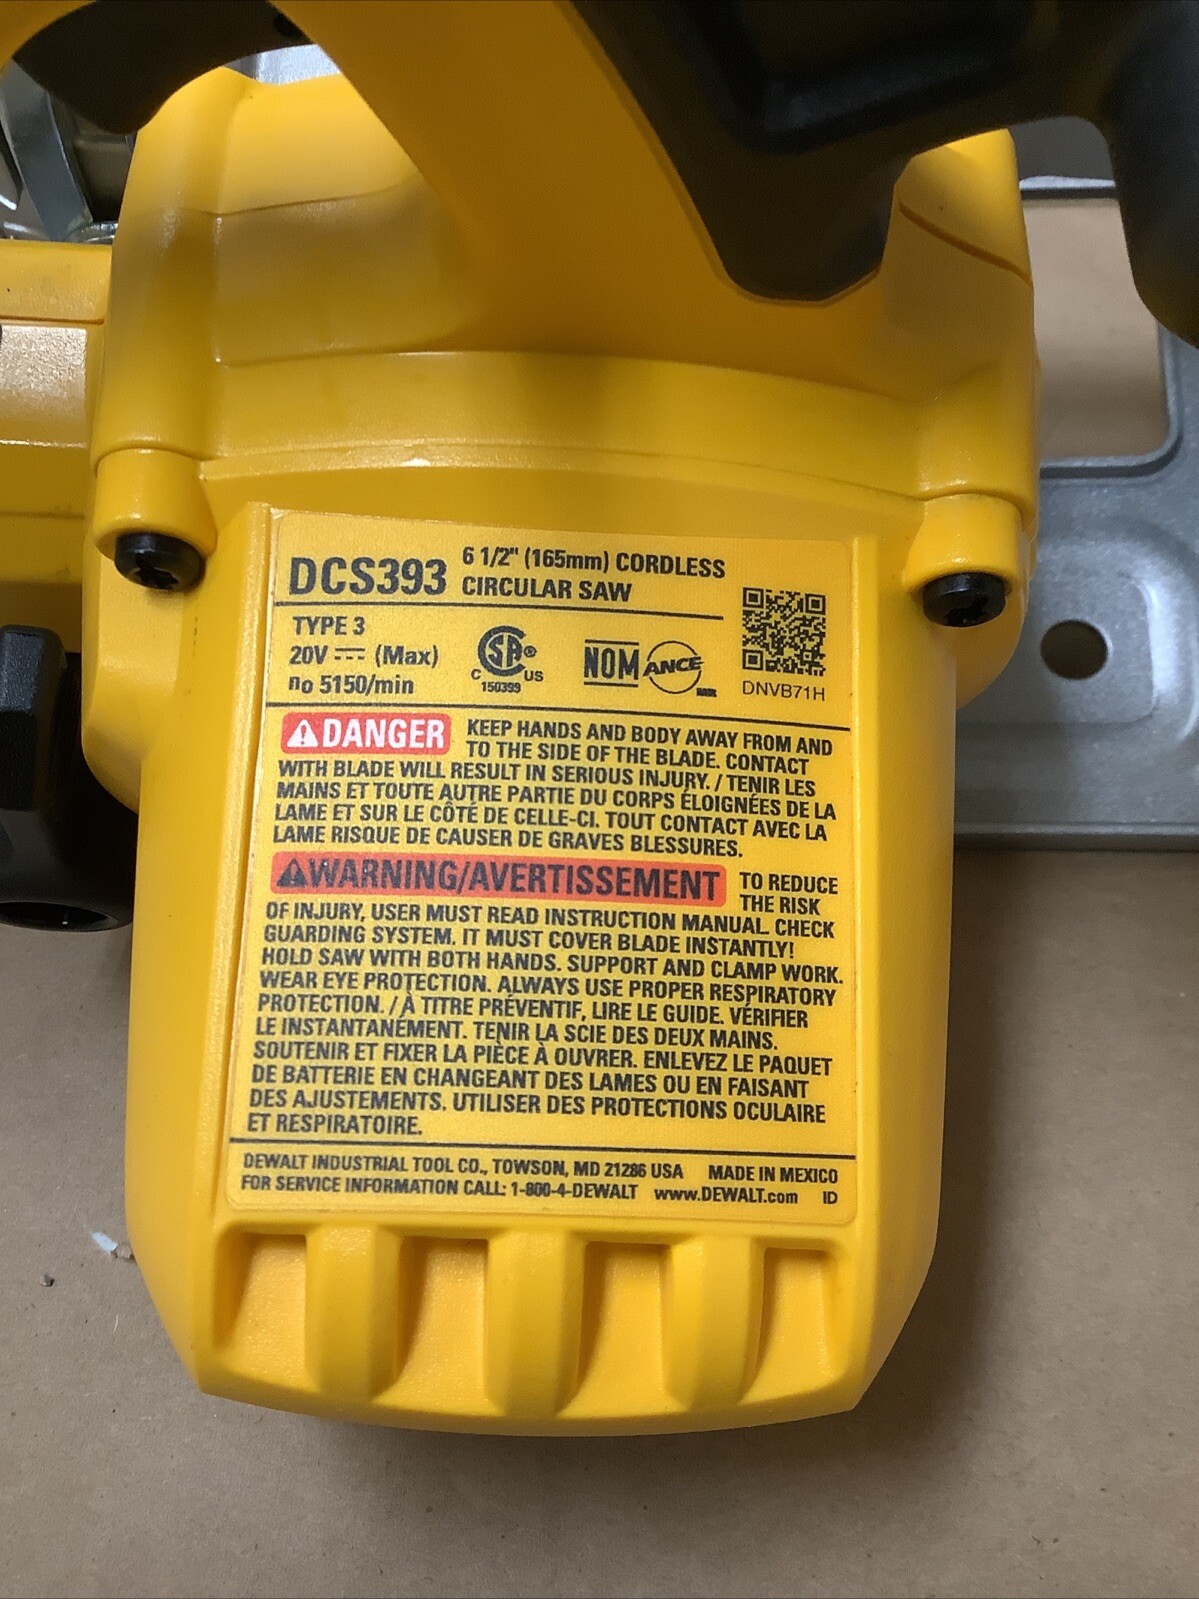 DCS393 6 1/2" (165mm) CORDLESS
CIRCULAR SAW
TYPE 3
20V ⎓ (Max)
no 5150/min
CSA®
C US
150399
NOM
ANCE
MR
DNVB71H
⚠DANGER KEEP HANDS AND BODY AWAY FROM AND
TO THE SIDE OF THE BLADE. CONTACT
WITH BLADE WILL RESULT IN SERIOUS INJURY. / TENIR LES
MAINS ET TOUTE AUTRE PARTIE DU CORPS ÉLOIGNÉES DE LA
LAME ET SUR LE CÔTÉ DE CELLE-CI. TOUT CONTACT AVEC LA
LAME RISQUE DE CAUSER DE GRAVES BLESSURES.
⚠WARNING/AVERTISSEMENT TO REDUCE
THE RISK
OF INJURY, USER MUST READ INSTRUCTION MANUAL. CHECK
GUARDING SYSTEM. IT MUST COVER BLADE INSTANTLY!
HOLD SAW WITH BOTH HANDS. SUPPORT AND CLAMP WORK.
WEAR EYE PROTECTION. ALWAYS USE PROPER RESPIRATORY
PROTECTION. / À TITRE PRÉVENTIF, LIRE LE GUIDE. VÉRIFIER
LE INSTANTANÉMENT. TENIR LA SCIE DES DEUX MAINS.
SOUTENIR ET FIXER LA PIÈCE À OUVRER. ENLEVEZ LE PAQUET
DE BATTERIE EN CHANGEANT DES LAMES OU EN FAISANT
DES AJUSTEMENTS. UTILISER DES PROTECTIONS OCULAIRE
ET RESPIRATOIRE.
DEWALT INDUSTRIAL TOOL CO., TOWSON, MD 21286 USA MADE IN MEXICO
FOR SERVICE INFORMATION CALL: 1-800-4-DEWALT www.DEWALT.com ID